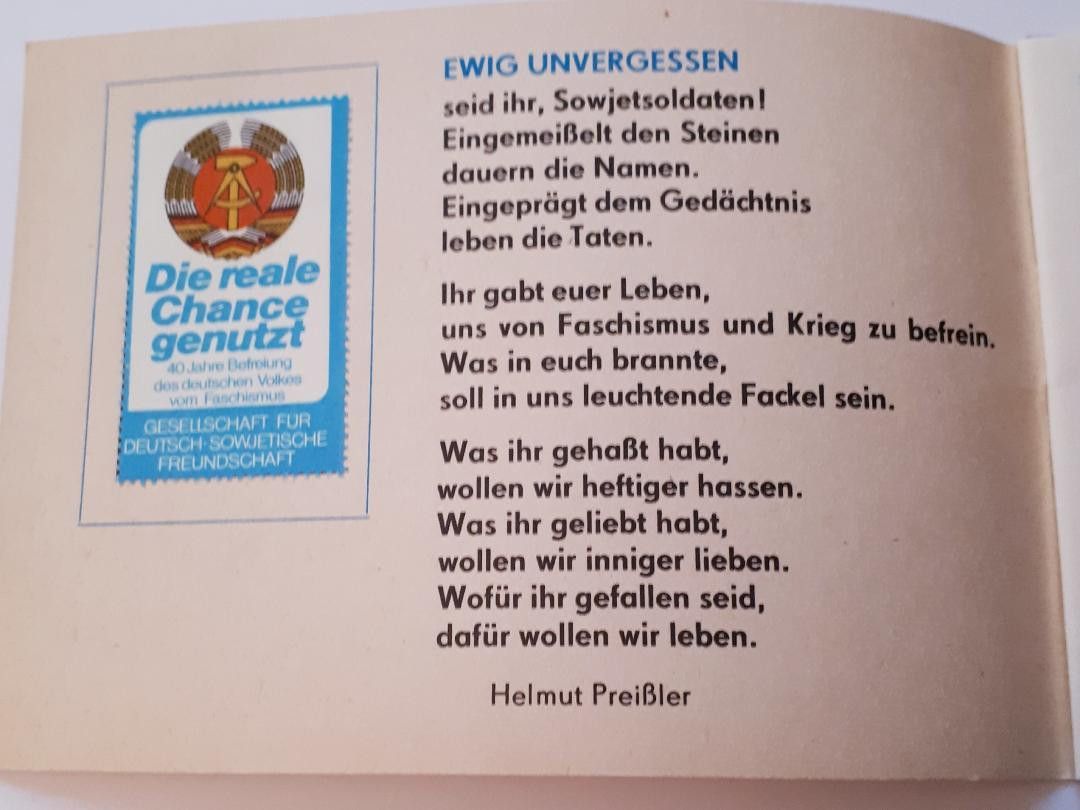 Die reale
Chance
genutzt
40 Jahre Befreiung
des deutschen Volkes
vom Faschismus
GESELLSCHAFT FÜR
DEUTSCH-SOWJETISCHE
FREUNDSCHAFT
EWIG UNVERGESSEN
seid ihr, Sowjetsoldaten!
Eingemeißelt den Steinen
dauern die Namen.
Eingeprägt dem Gedächtnis
leben die Taten.
Ihr gabt euer Leben,
uns von Faschismus und Krieg zu befrein.
Was in euch brannte,
soll in uns leuchtende Fackel sein.
Was ihr gehaßt habt,
wollen wir heftiger hassen.
Was ihr geliebt habt,
wollen wir inniger lieben.
Wofür ihr gefallen seid,
dafür wollen wir leben.
Helmut Preißler